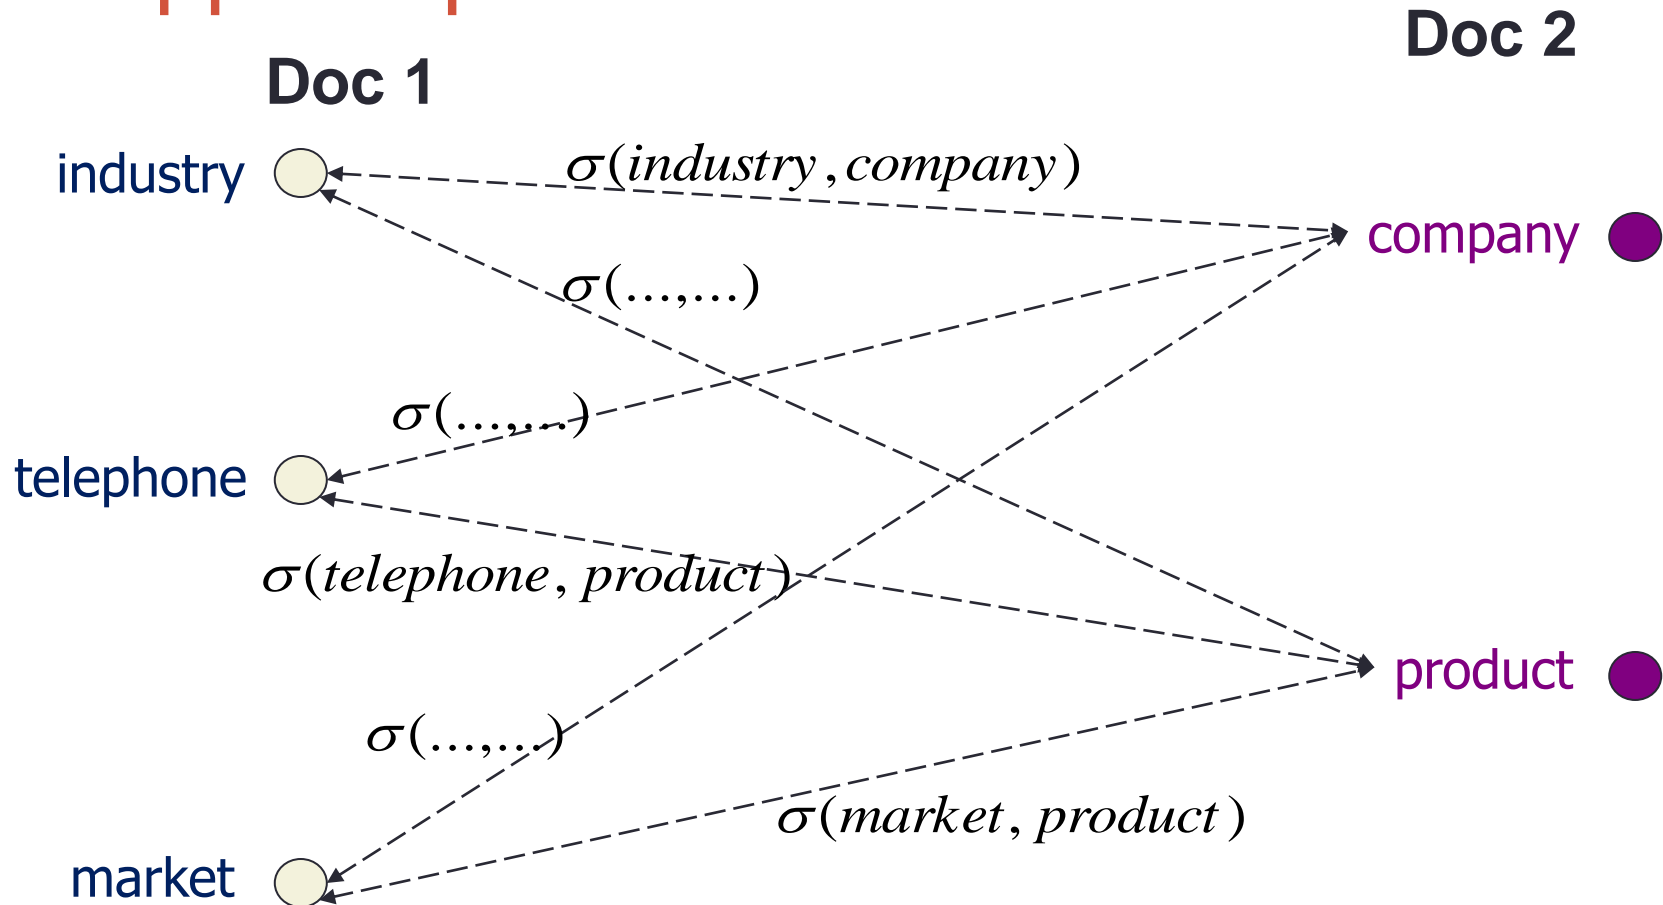 Doc 2
Doc 1
industry
σ(industry,company)
company
σ(...,...)
σ(...,...)
telephone
σ(telephone, product)
product
σ(...,...)
σ(market, product)
market